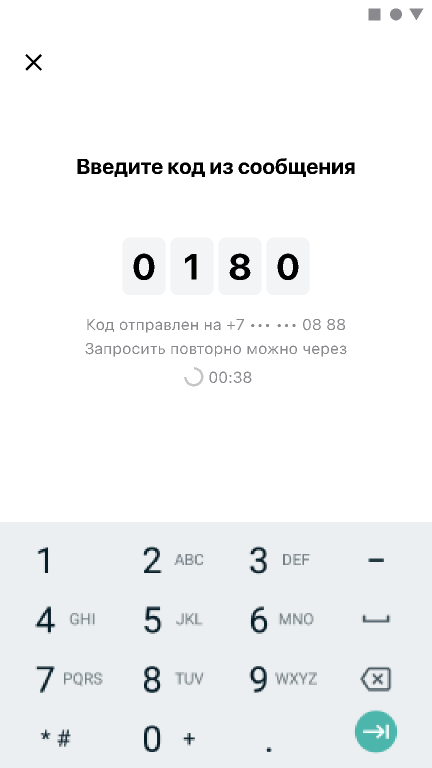 Введите код из сообщения
0 1 8 0
Код отправлен на +7 ••• ••• 08 88
Запросить повторно можно через
00:38
1 2 ABC 3 DEF –
4 GHI 5 JKL 6 MNO
7 PQRS 8 TUV 9 WXYZ
* # 0 + .